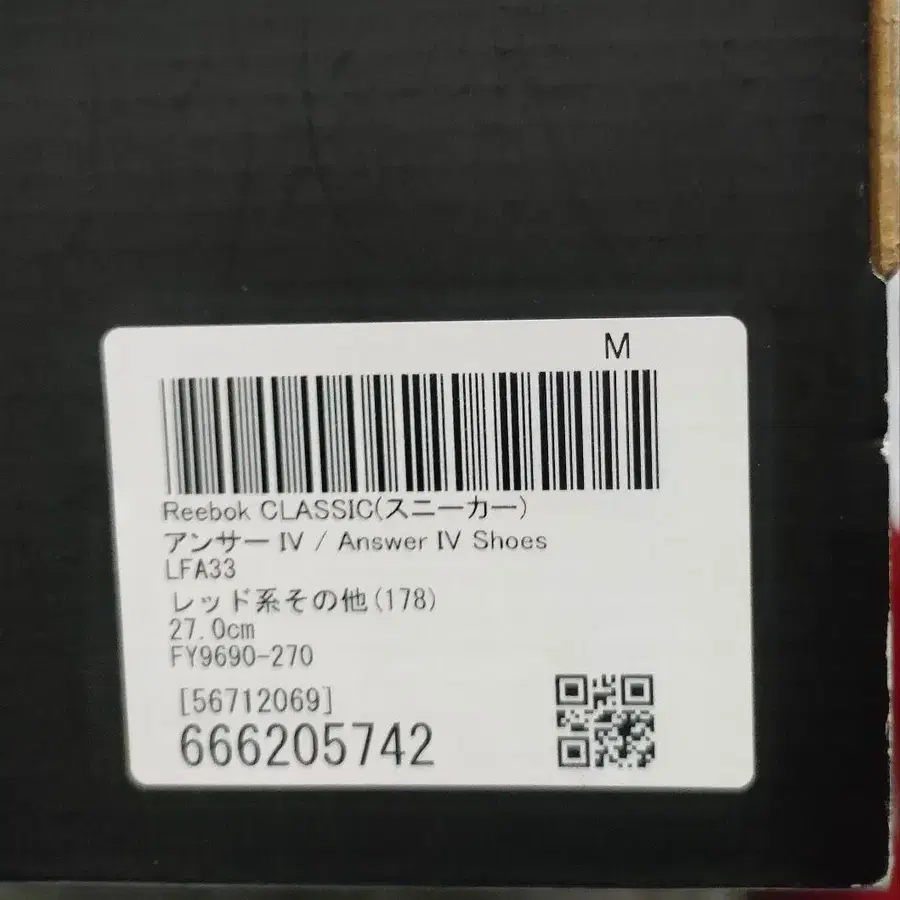 M
Reebok CLASSIC(スニーカー)
アンサー IV / Answer IV Shoes
LFA33
レッド系その他(178)
27.0cm
FY9690-270
[56712069]
666205742